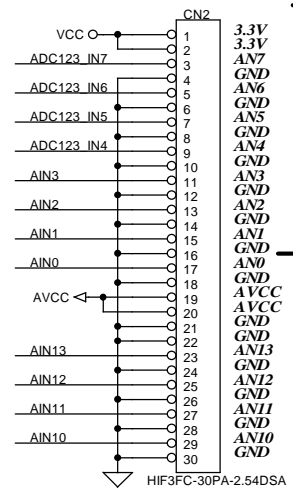 CN2
VCC 1 3.3V
2 3.3V
ADC123_IN7 3 AN7
4 GND
ADC123_IN6 5 AN6
6 GND
ADC123_IN5 7 AN5
8 GND
ADC123_IN4 9 AN4
10 GND
AIN3 11 AN3
12 GND
AIN2 13 AN2
14 GND
AIN1 15 AN1
16 GND
AIN0 17 AN0
18 GND
AVCC 19 AVCC
20 AVCC
21 GND
22 GND
AIN13 23 AN13
24 GND
AIN12 25 AN12
26 GND
AIN11 27 AN11
28 GND
AIN10 29 AN10
30 GND
HIF3FC-30PA-2.54DSA